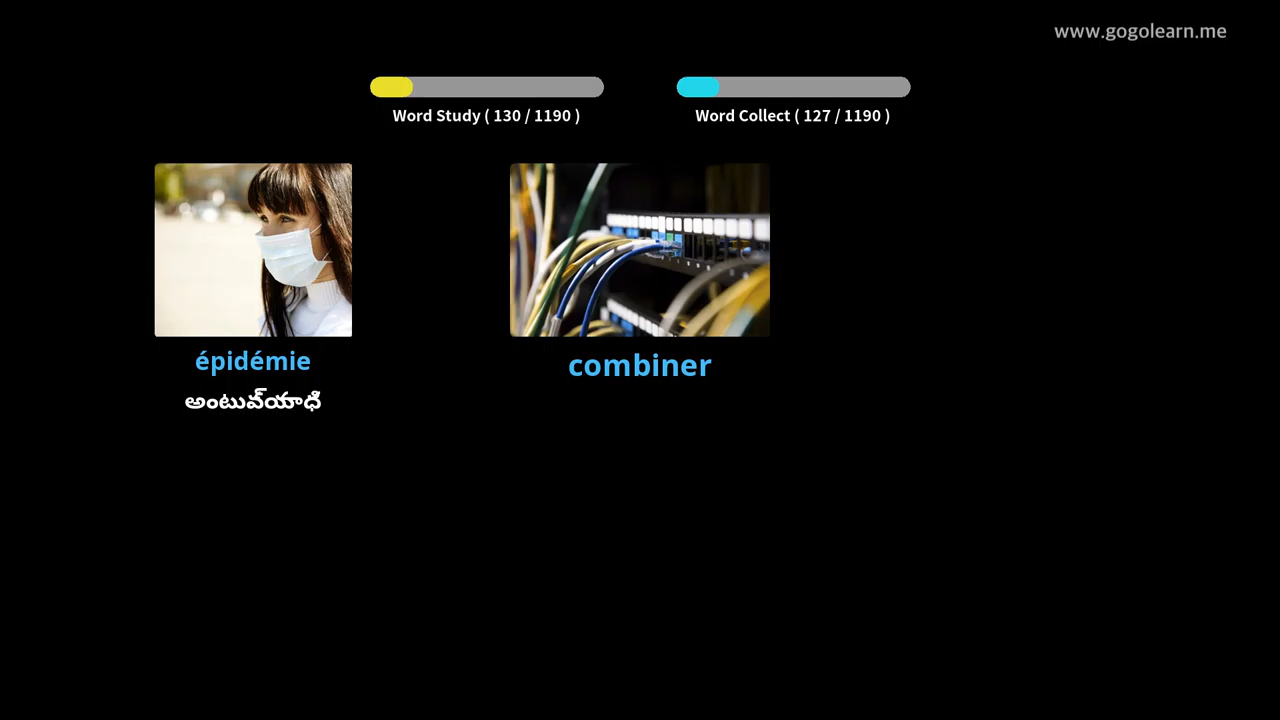 www.gogolearn.me
Word Study ( 130 / 1190 )
Word Collect ( 127 / 1190 )
épidémie
combiner
అంటువ్యాధి